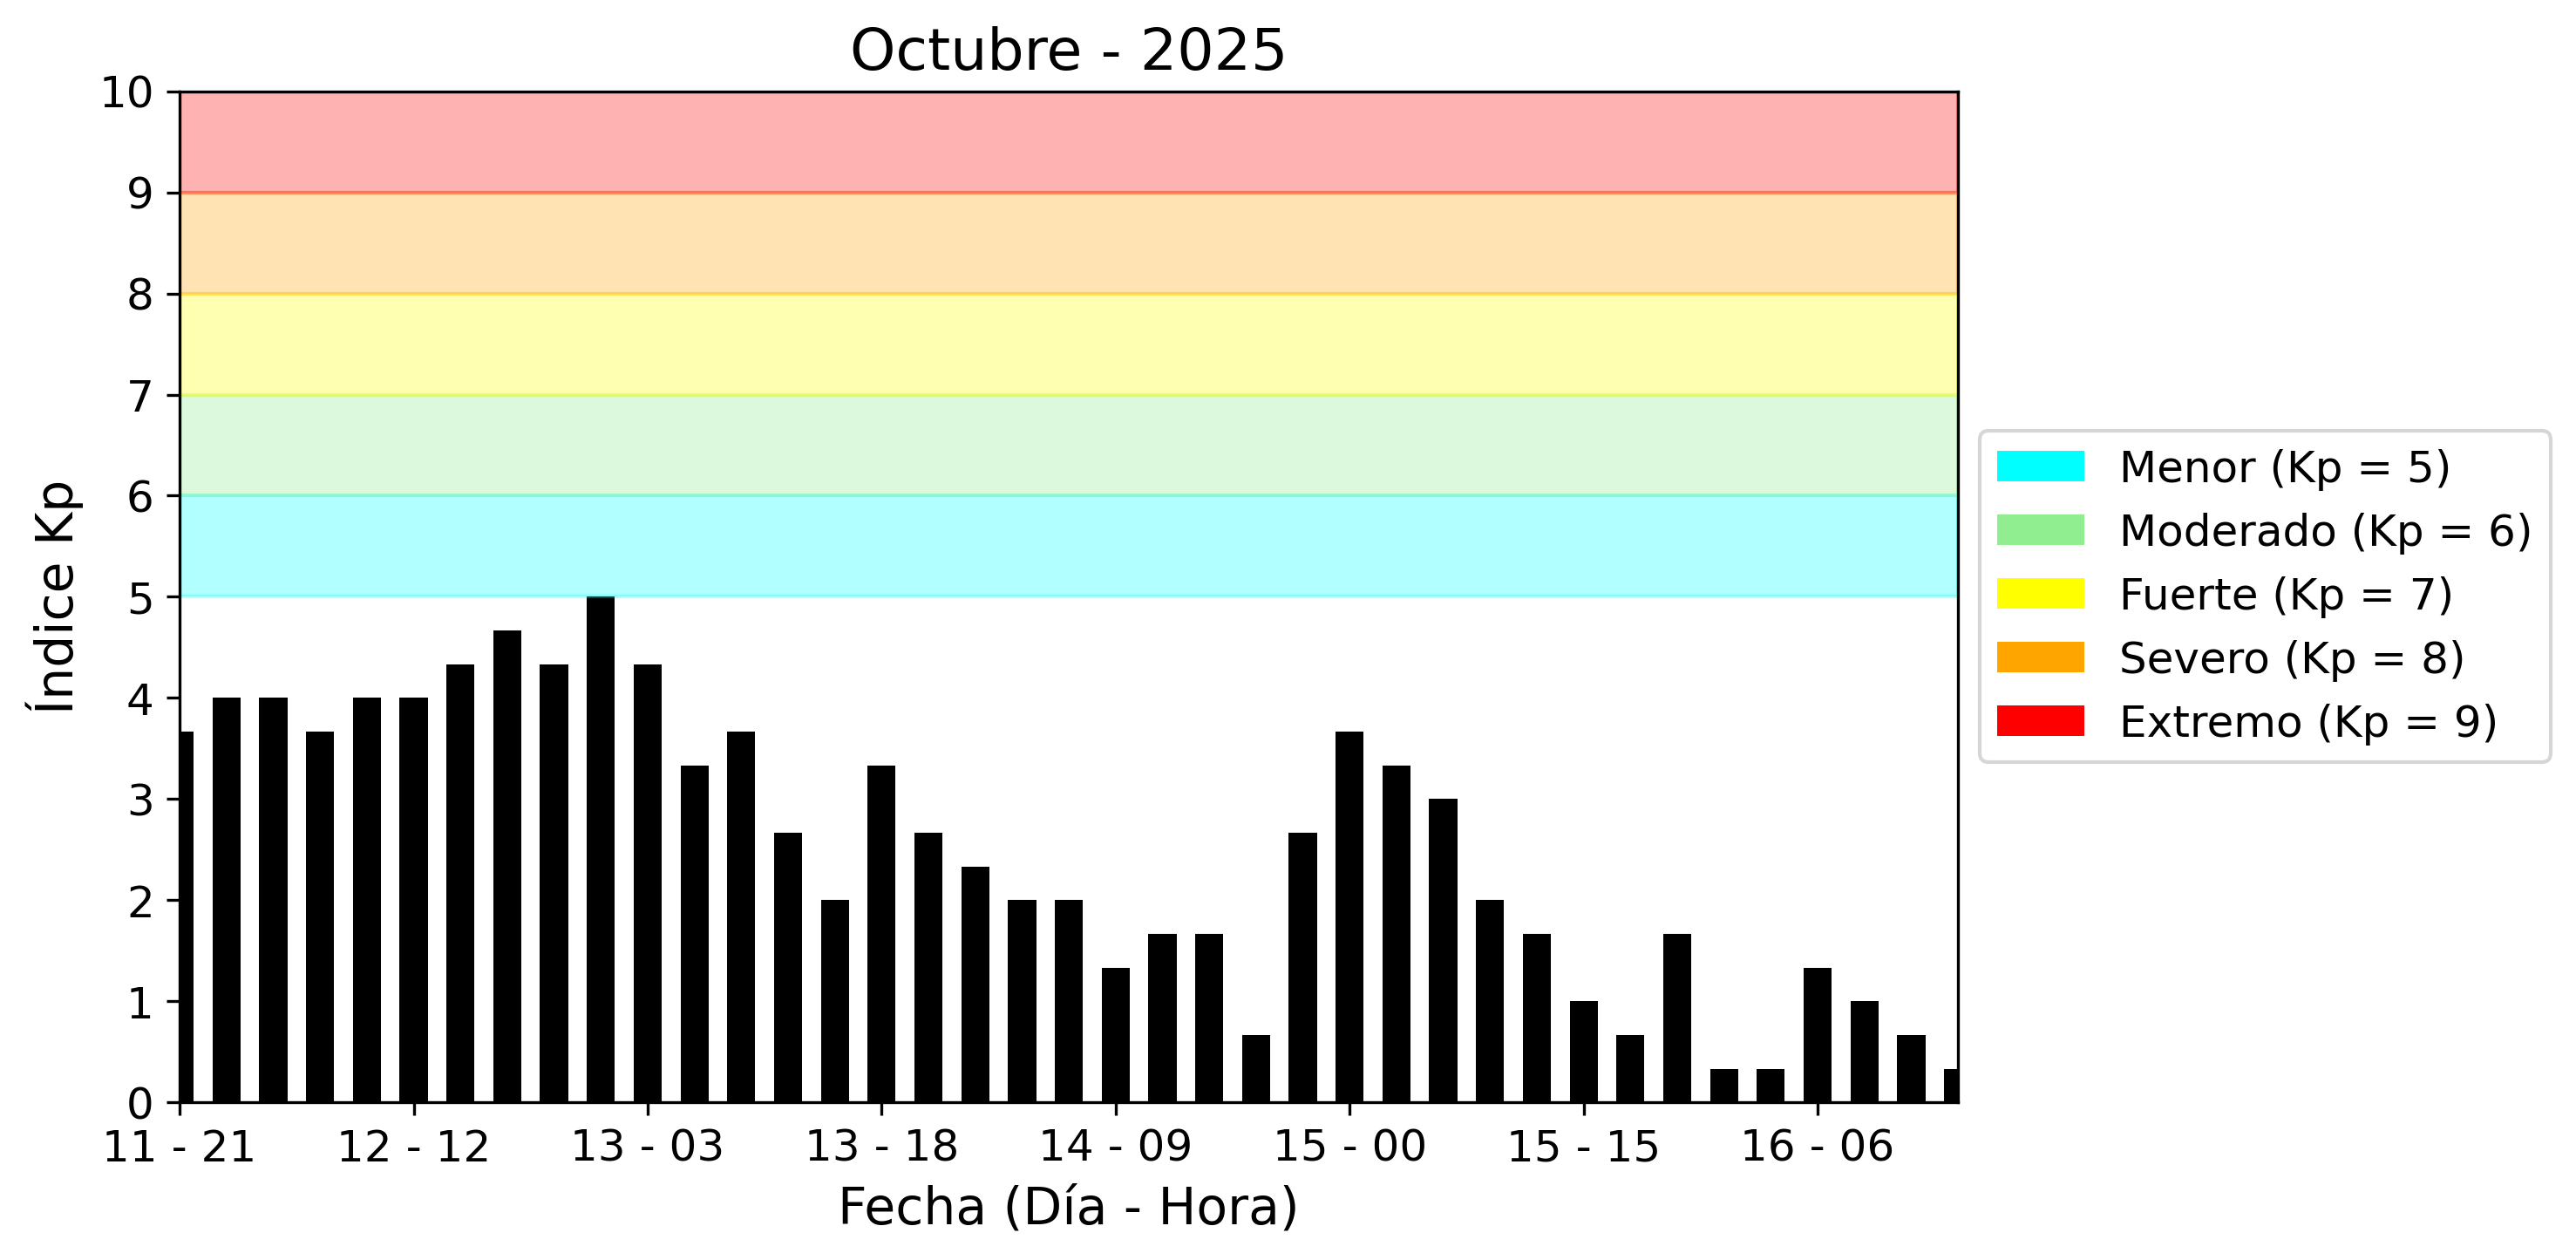 Octubre - 2025
10
9
8
7
6
5
4
3
2
1
0
Índice Kp
11 - 21
12 - 12
13 - 03
13 - 18
14 - 09
15 - 00
15 - 15
16 - 06
Fecha (Día - Hora)
Menor (Kp = 5)
Moderado (Kp = 6)
Fuerte (Kp = 7)
Severo (Kp = 8)
Extremo (Kp = 9)